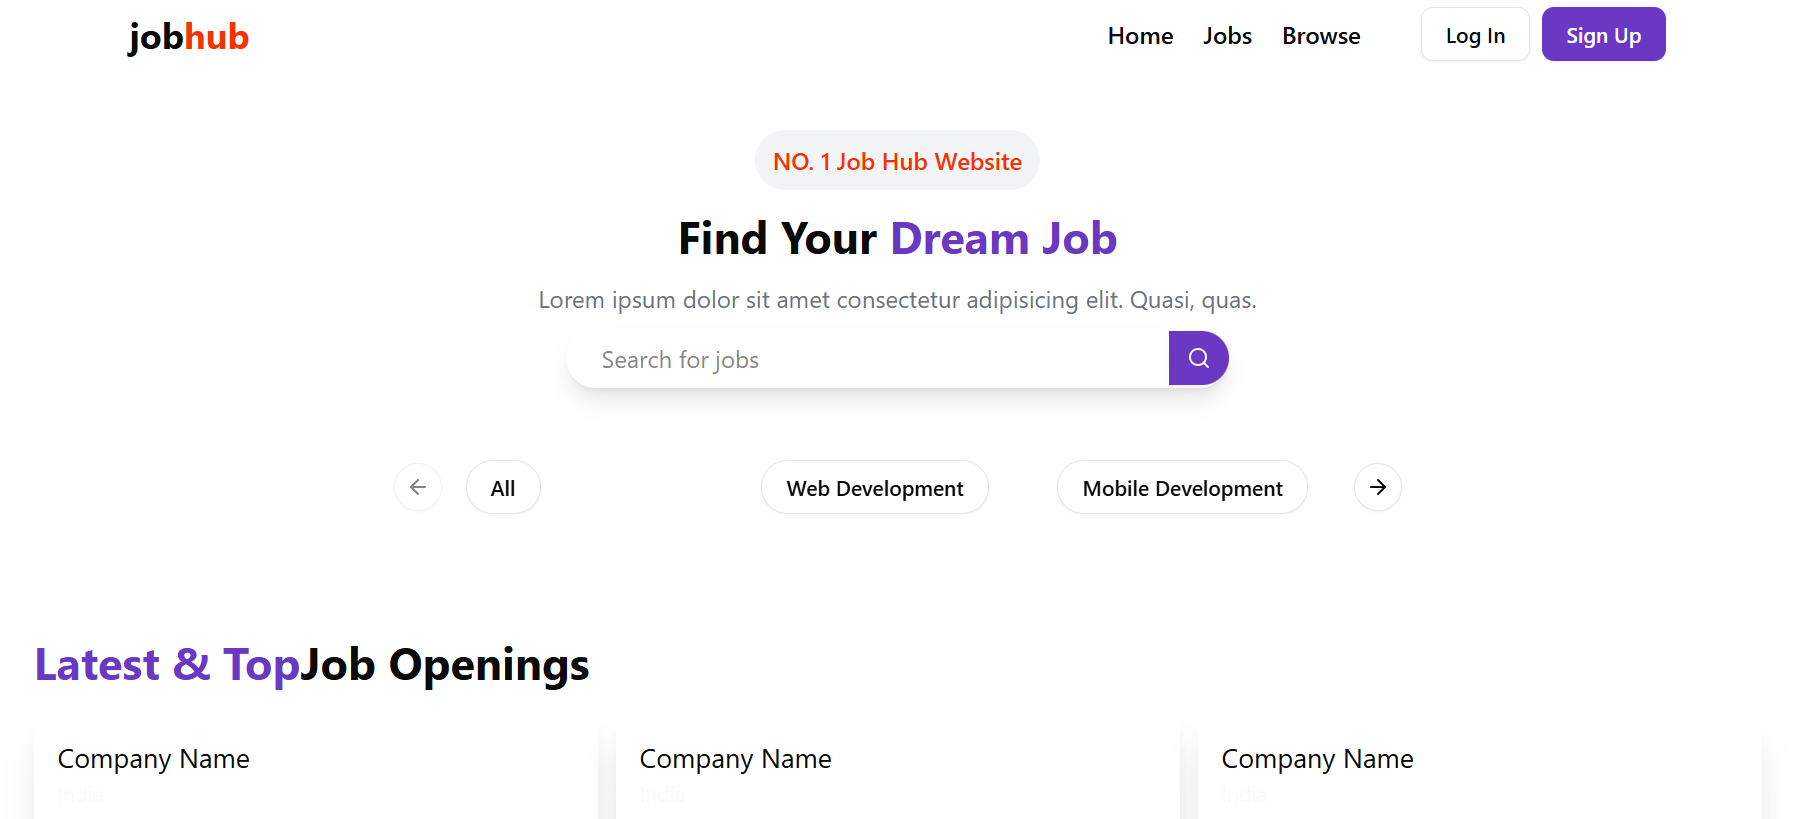 jobhub
Home Jobs Browse Log In Sign Up
NO. 1 Job Hub Website
Find Your Dream Job
Lorem ipsum dolor sit amet consectetur adipisicing elit. Quasi, quas.
Search for jobs
All Web Development Mobile Development
Latest & TopJob Openings
Company Name Company Name Company Name
India India India